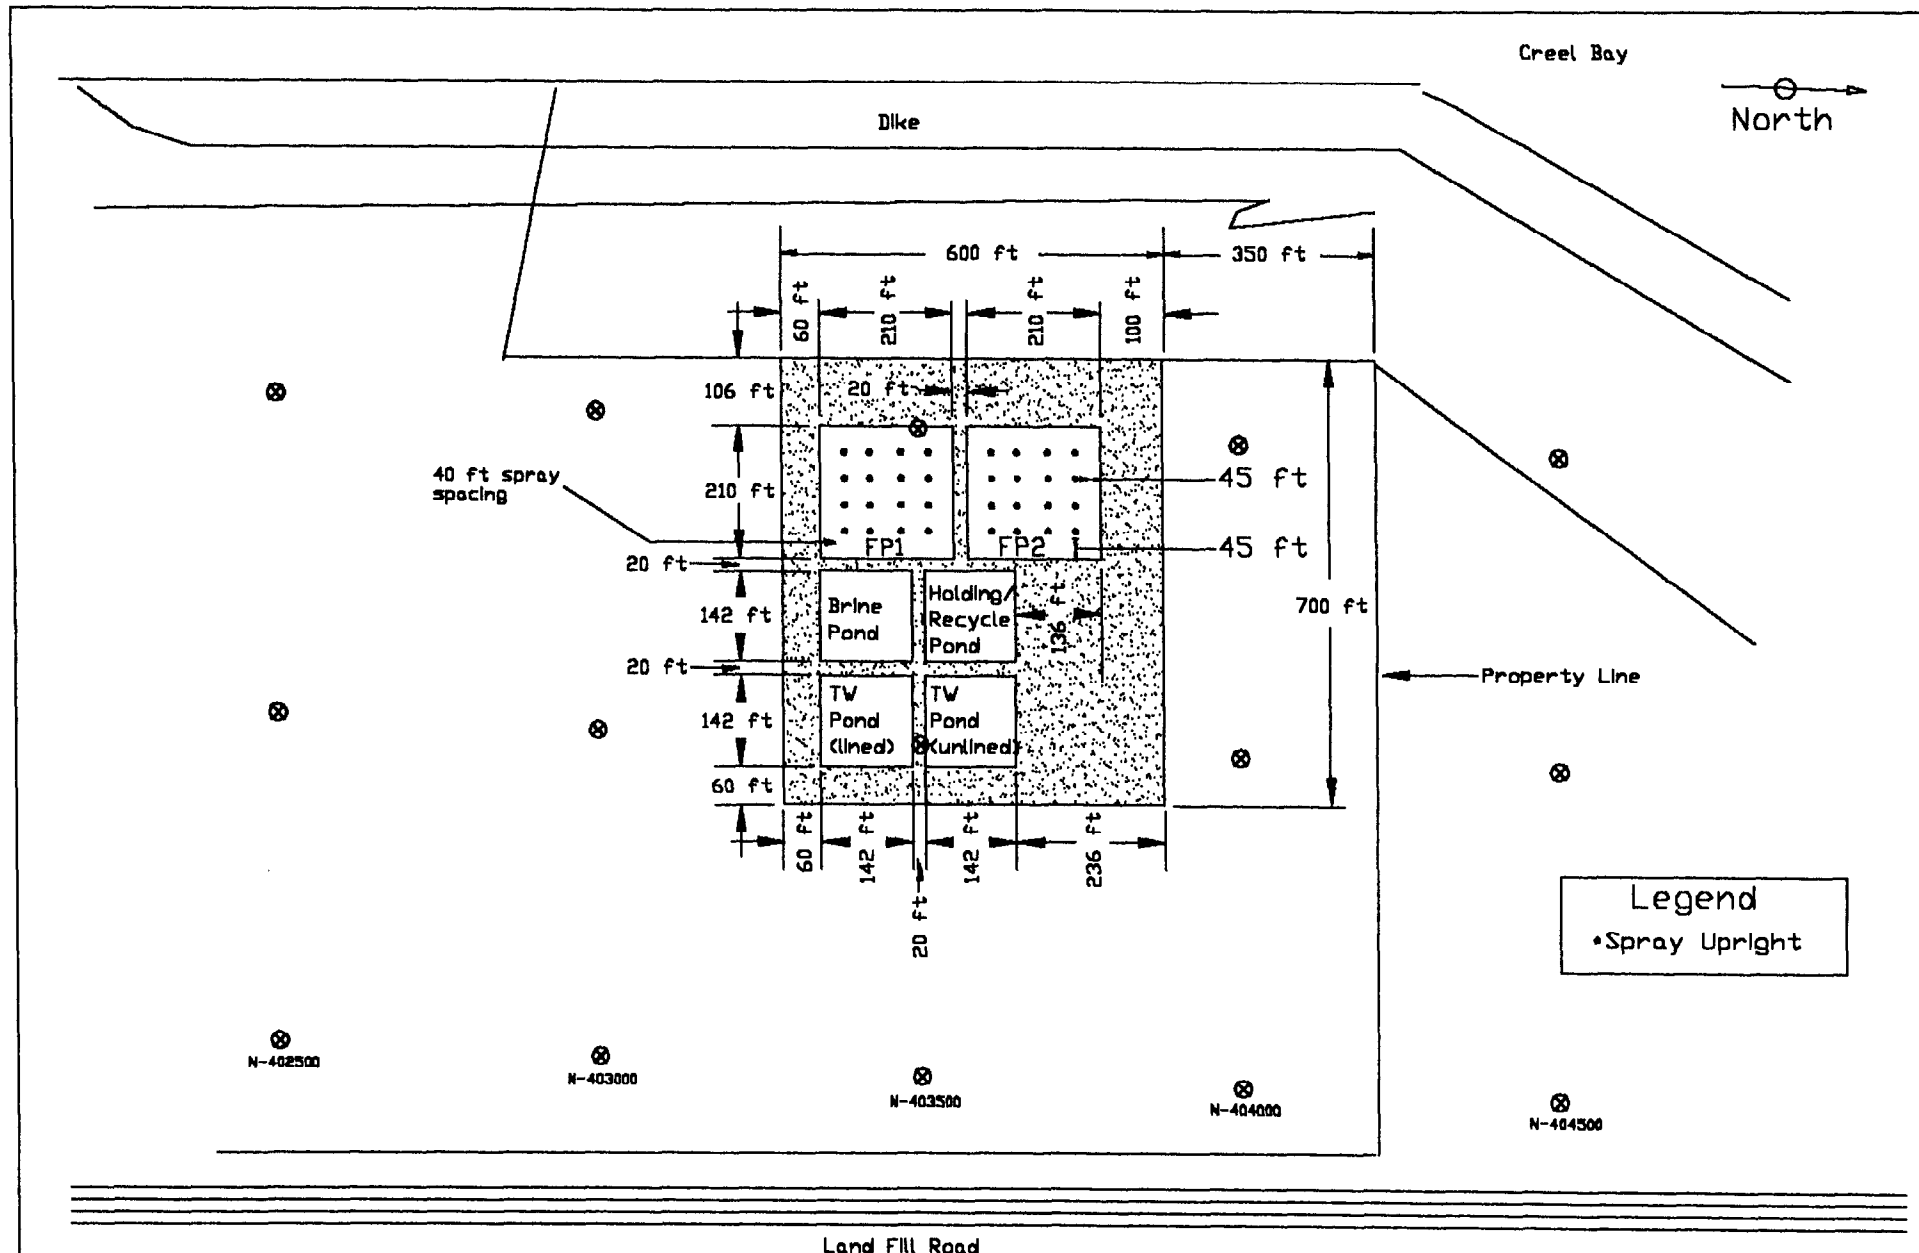 Creel Bay
North
Dike
600 ft
350 ft
60 ft
210 ft
210 ft
100 ft
106 ft
20 ft
40 ft spray
spacing
210 ft
45 ft
FP1
FP2
45 ft
20 ft
142 ft
Brine
Pond
Holding/
Recycle
Pond
136 ft
700 ft
20 ft
Property Line
142 ft
TW
Pond
(lined)
TW
Pond
(unlined)
60 ft
60 ft
142 ft
142 ft
236 ft
20 ft
Legend
•Spray Upright
N-402500
N-403000
N-403500
N-404000
N-404500
Land Fill Road